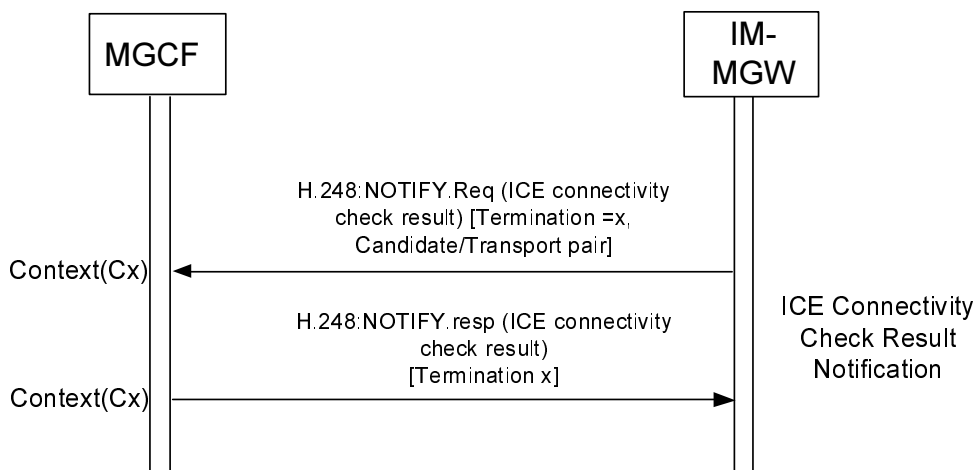 MGCF
IM-
MGW
H.248:NOTIFY.Req (ICE connectivity
check result) [Termination =x,
Candidate/Transport pair]
Context(Cx)
H.248:NOTIFY.resp (ICE connectivity
check result)
[Termination x]
Context(Cx)
ICE Connectivity
Check Result
Notification